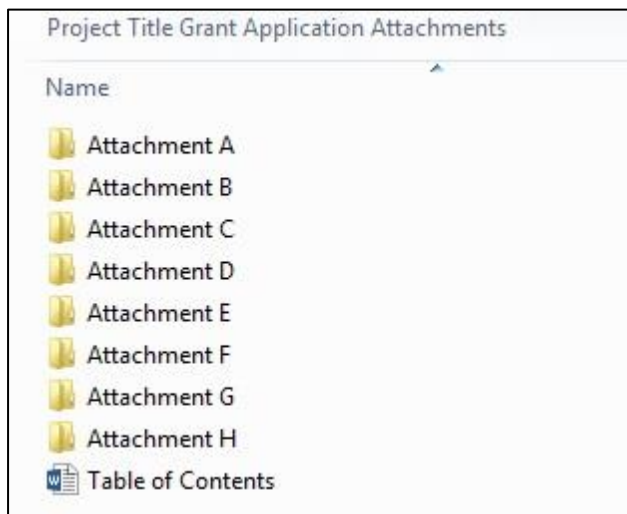 Project Title Grant Application Attachments
Name
Attachment A
Attachment B
Attachment C
Attachment D
Attachment E
Attachment F
Attachment G
Attachment H
Table of Contents